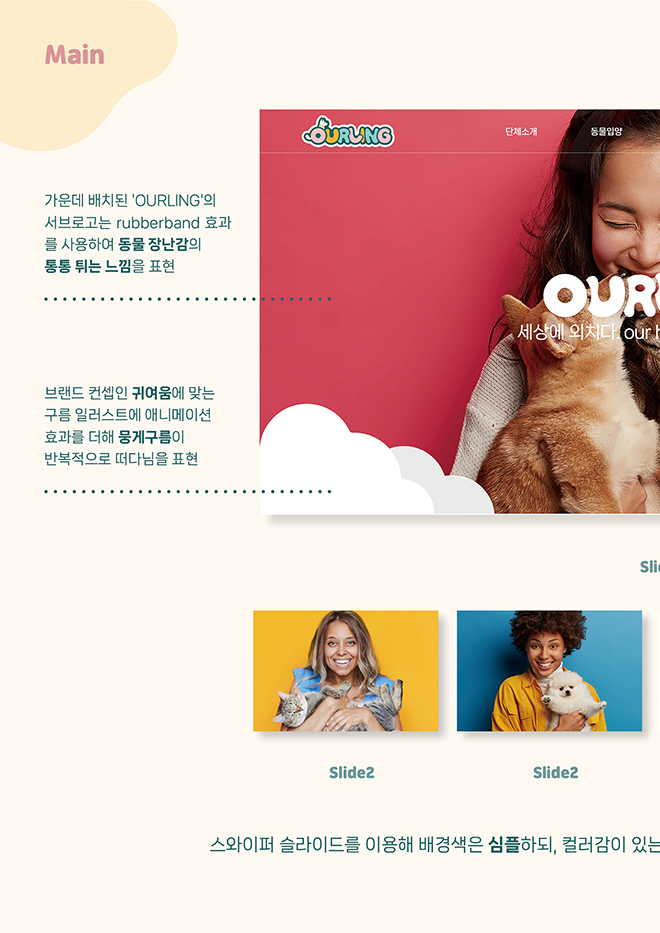 Main
OURLING
단체소개
동물입양
가운데 배치된 'OURLING'의
서브로고는 rubberband 효과
를 사용하여 동물 장난감의
통통 튀는 느낌을 표현
OUR
세상에 외치다. our h
브랜드 컨셉인 귀여움에 맞는
구름 일러스트에 애니메이션
효과를 더해 뭉게구름이
반복적으로 떠다님을 표현
Sli
Slide2
Slide2
스와이퍼 슬라이드를 이용해 배경색은 심플하되, 컬러감이 있는